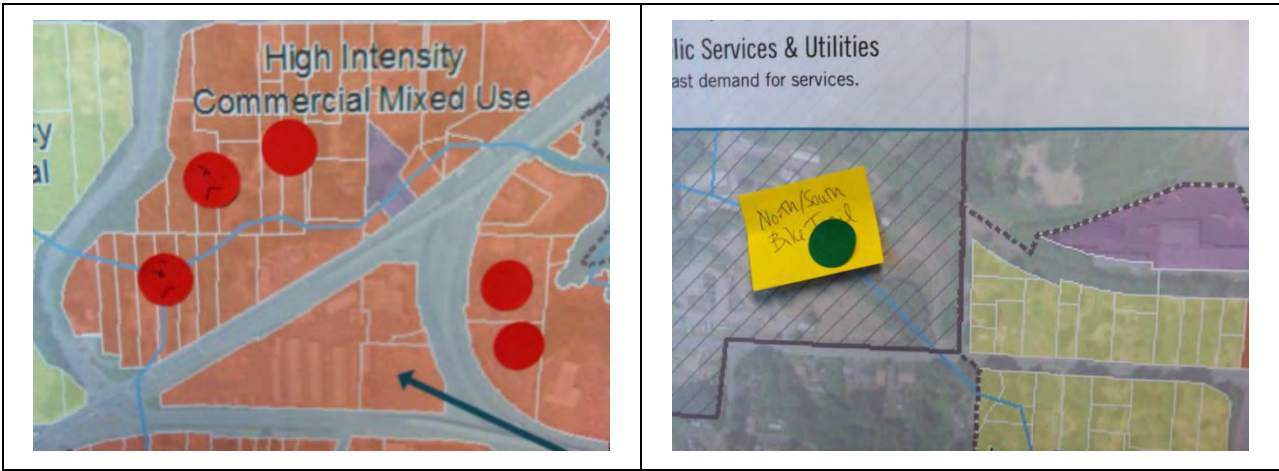 High Intensity
Commercial Mixed Use
ty
al
lic Services & Utilities
ast demand for services.
North/South
Bike Trail